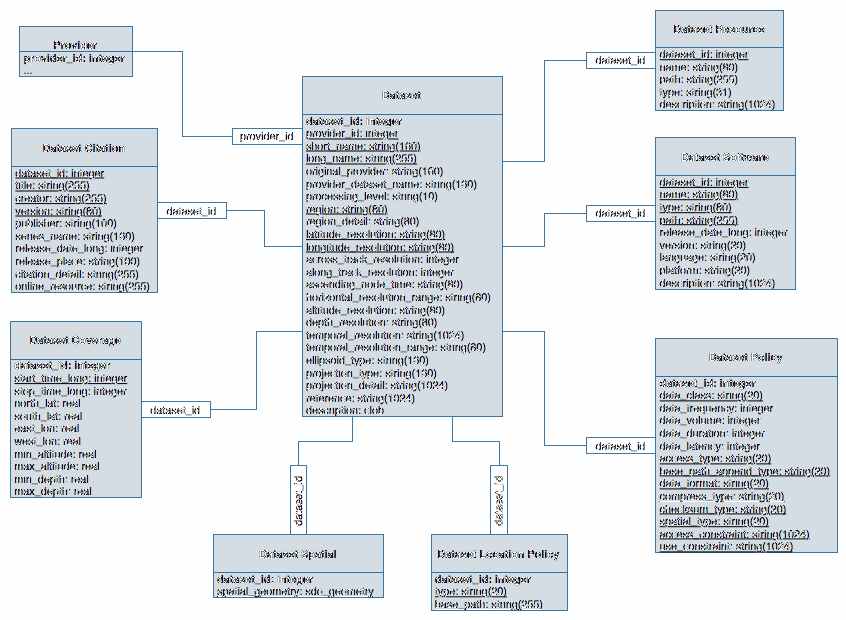 Provider
provider_id: integer
...
provider_id
Dataset Citation
dataset_id: integer
title: string(255)
creator: string(255)
version: string(80)
publisher: string(160)
series_name: string(160)
release_date_long: integer
release_place: string(160)
citation_detail: string(255)
online_resource: string(255)
dataset_id
Dataset Coverage
dataset_id: integer
start_time_long: integer
stop_time_long: integer
north_lat: real
south_lat: real
east_lon: real
west_lon: real
min_altitude: real
max_altitude: real
min_depth: real
max_depth: real
dataset_id
Dataset
dataset_id: integer
provider_id: integer
short_name: string(160)
long_name: string(255)
original_provider: string(160)
provider_dataset_name: string(160)
processing_level: string(10)
region: string(80)
region_detail: string(80)
latitude_resolution: string(80)
longitude_resolution: string(80)
across_track_resolution: integer
along_track_resolution: integer
ascending_node_time: string(80)
horizontal_resolution_range: string(80)
altitude_resolution: string(80)
depth_resolution: string(80)
temporal_resolution: string(1024)
temporal_resolution_range: string(80)
ellipsoid_type: string(160)
projection_type: string(160)
projection_detail: string(1024)
reference: string(1024)
description: clob
dataset_id
Dataset Spatial
dataset_id: integer
spatial_geometry: sdo_geometry
dataset_id
Dataset Location Policy
dataset_id: integer
type: string(20)
base_path: string(255)
Dataset Resource
dataset_id: integer
name: string(80)
path: string(255)
type: string(31)
description: string(1024)
dataset_id
Dataset Software
dataset_id: integer
name: string(80)
type: string(80)
path: string(255)
release_date_long: integer
version: string(20)
language: string(20)
platform: string(20)
description: string(1024)
dataset_id
Dataset Policy
dataset_id: integer
data_class: string(20)
data_frequency: integer
data_volume: integer
data_duration: integer
data_latency: integer
access_type: string(20)
base_path_append_type: string(20)
data_format: string(20)
compress_type: string(20)
checksum_type: string(20)
spatial_type: string(20)
access_constraint: string(1024)
use_constraint: string(1024)
dataset_id